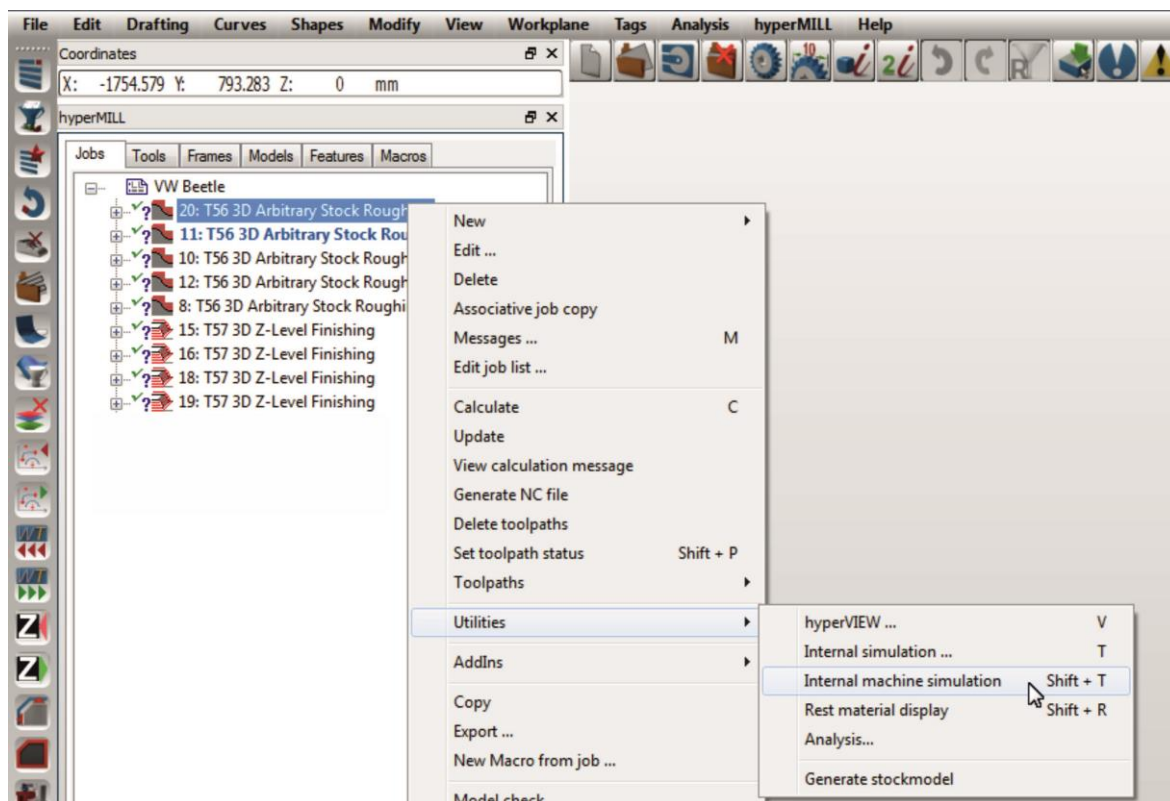 File Edit Drafting Curves Shapes Modify View Workplane Tags Analysis hyperMILL Help
Coordinates
X: -1754.579 Y: 793.283 Z: 0 mm
hyperMILL
Jobs Tools Frames Models Features Macros
VW Beetle
20: T56 3D Arbitrary Stock Rough
11: T56 3D Arbitrary Stock Rou
10: T56 3D Arbitrary Stock Rough
12: T56 3D Arbitrary Stock Rough
8: T56 3D Arbitrary Stock Roughi
15: T57 3D Z-Level Finishing
16: T57 3D Z-Level Finishing
18: T57 3D Z-Level Finishing
19: T57 3D Z-Level Finishing
New
Edit ...
Delete
Associative job copy
Messages ... M
Edit job list ...
Calculate C
Update
View calculation message
Generate NC file
Delete toolpaths
Set toolpath status Shift + P
Toolpaths
Utilities
AddIns
Copy
Export ...
New Macro from job ...
Model check
hyperVIEW ... V
Internal simulation ... T
Internal machine simulation Shift + T
Rest material display Shift + R
Analysis...
Generate stockmodel
10
2i
R
WT
WT
Z
Z